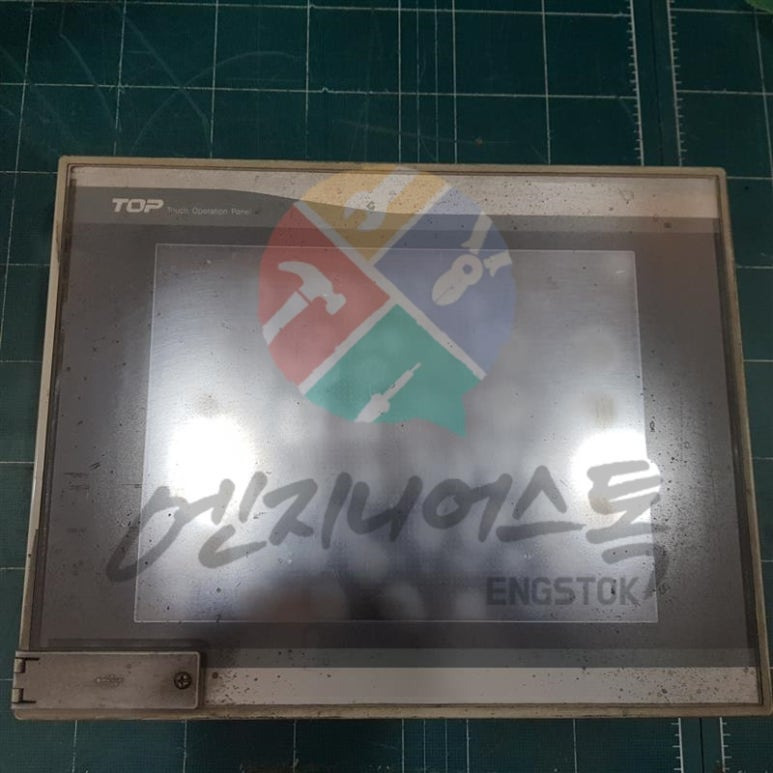 TOP Touch Operation Panel
엔지니어스톡
ENGSTOK